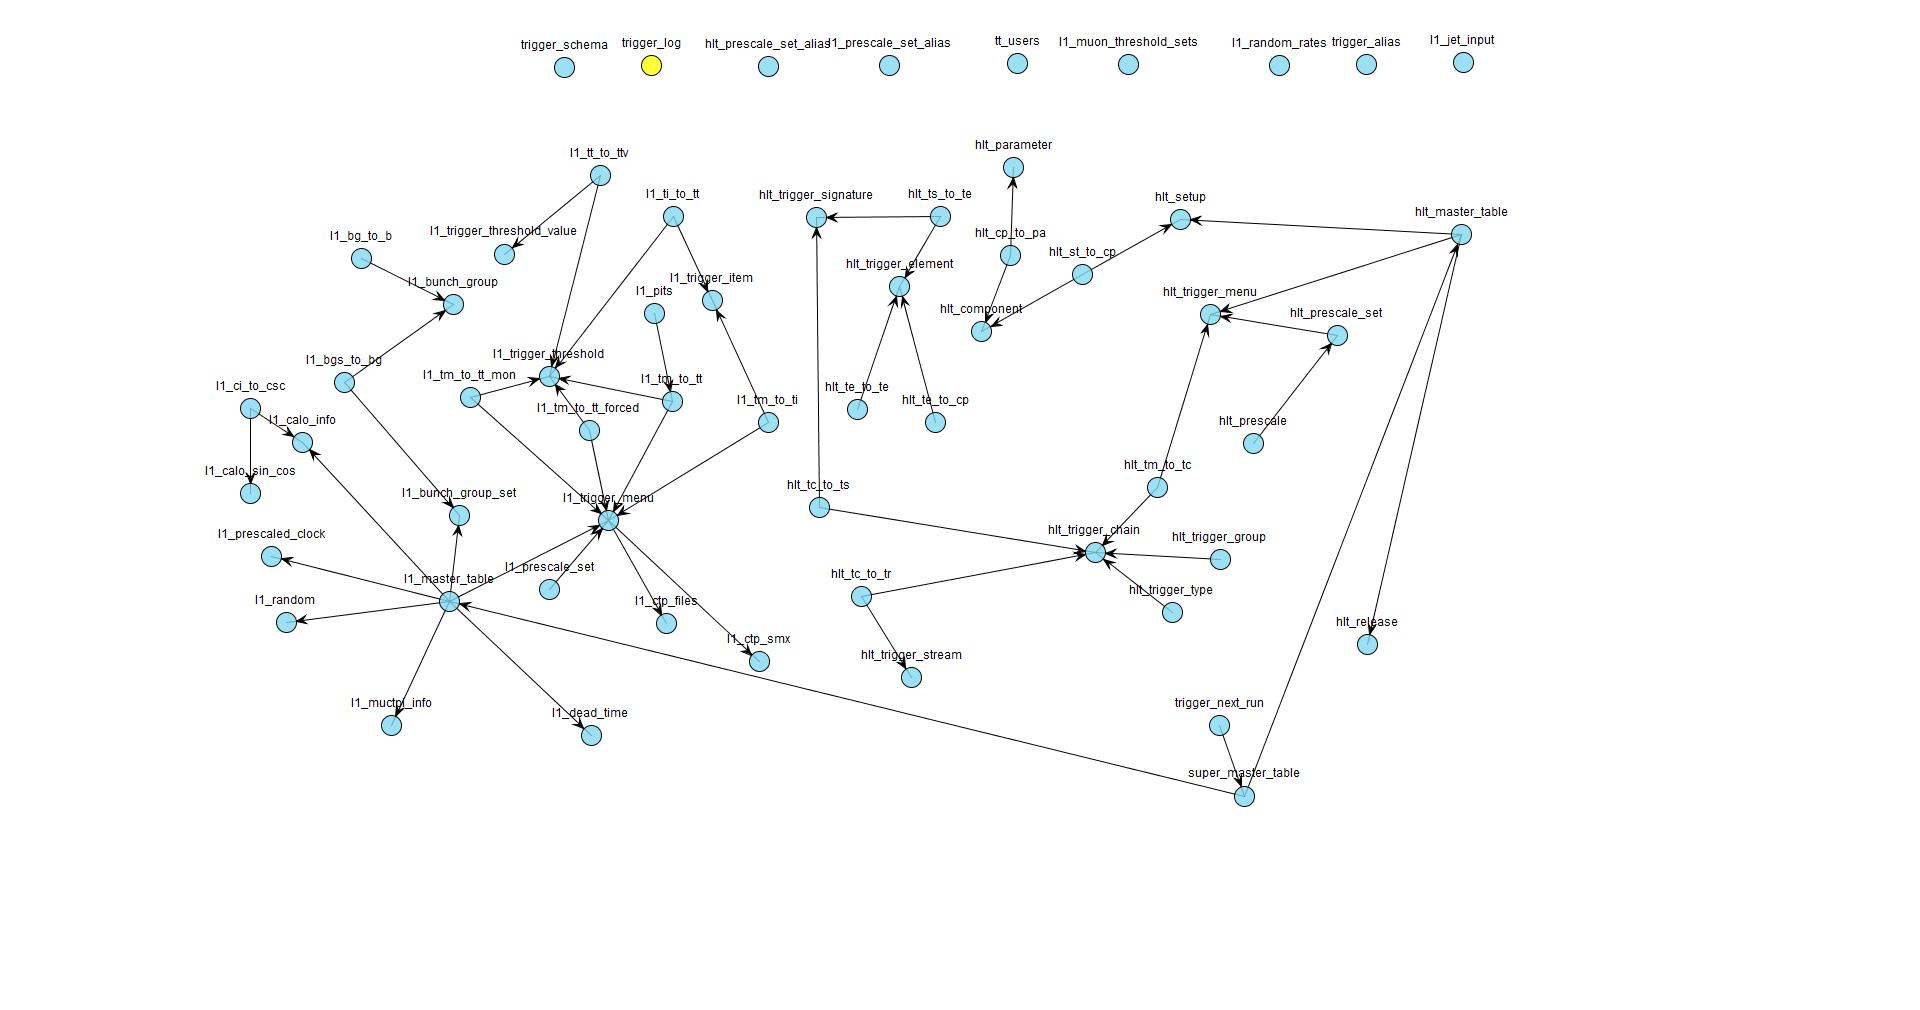 trigger_schema
trigger_log
hlt_prescale_set_alias
l1_prescale_set_alias
tt_users
l1_muon_threshold_sets
l1_random_rates
trigger_alias
l1_jet_input
hlt_parameter
l1_tt_to_ttv
l1_ti_to_tt
hlt_trigger_signature
hlt_ts_to_te
hlt_setup
hlt_master_table
l1_bg_to_b
l1_trigger_threshold_value
hlt_cp_to_pa
hlt_st_to_cp
hlt_trigger_element
l1_bunch_group
l1_trigger_item
l1_pits
hlt_trigger_menu
hlt_component
hlt_prescale_set
l1_bgs_to_bg
l1_trigger_threshold
l1_tm_to_tt_mon
l1_tm_to_tt
l1_ci_to_csc
hlt_te_to_te
l1_tm_to_ti
hlt_te_to_cp
l1_tm_to_tt_forced
l1_calo_info
hlt_prescale
l1_calo_sin_cos
hlt_tm_to_tc
hlt_tc_to_ts
l1_bunch_group_set
l1_trigger_menu
l1_prescaled_clock
hlt_trigger_chain
hlt_trigger_group
l1_prescale_set
hlt_tc_to_tr
l1_master_table
hlt_trigger_type
l1_random
l1_ctp_files
hlt_release
l1_ctp_smx
hlt_trigger_stream
l1_muctpi_info
trigger_next_run
l1_dead_time
super_master_table